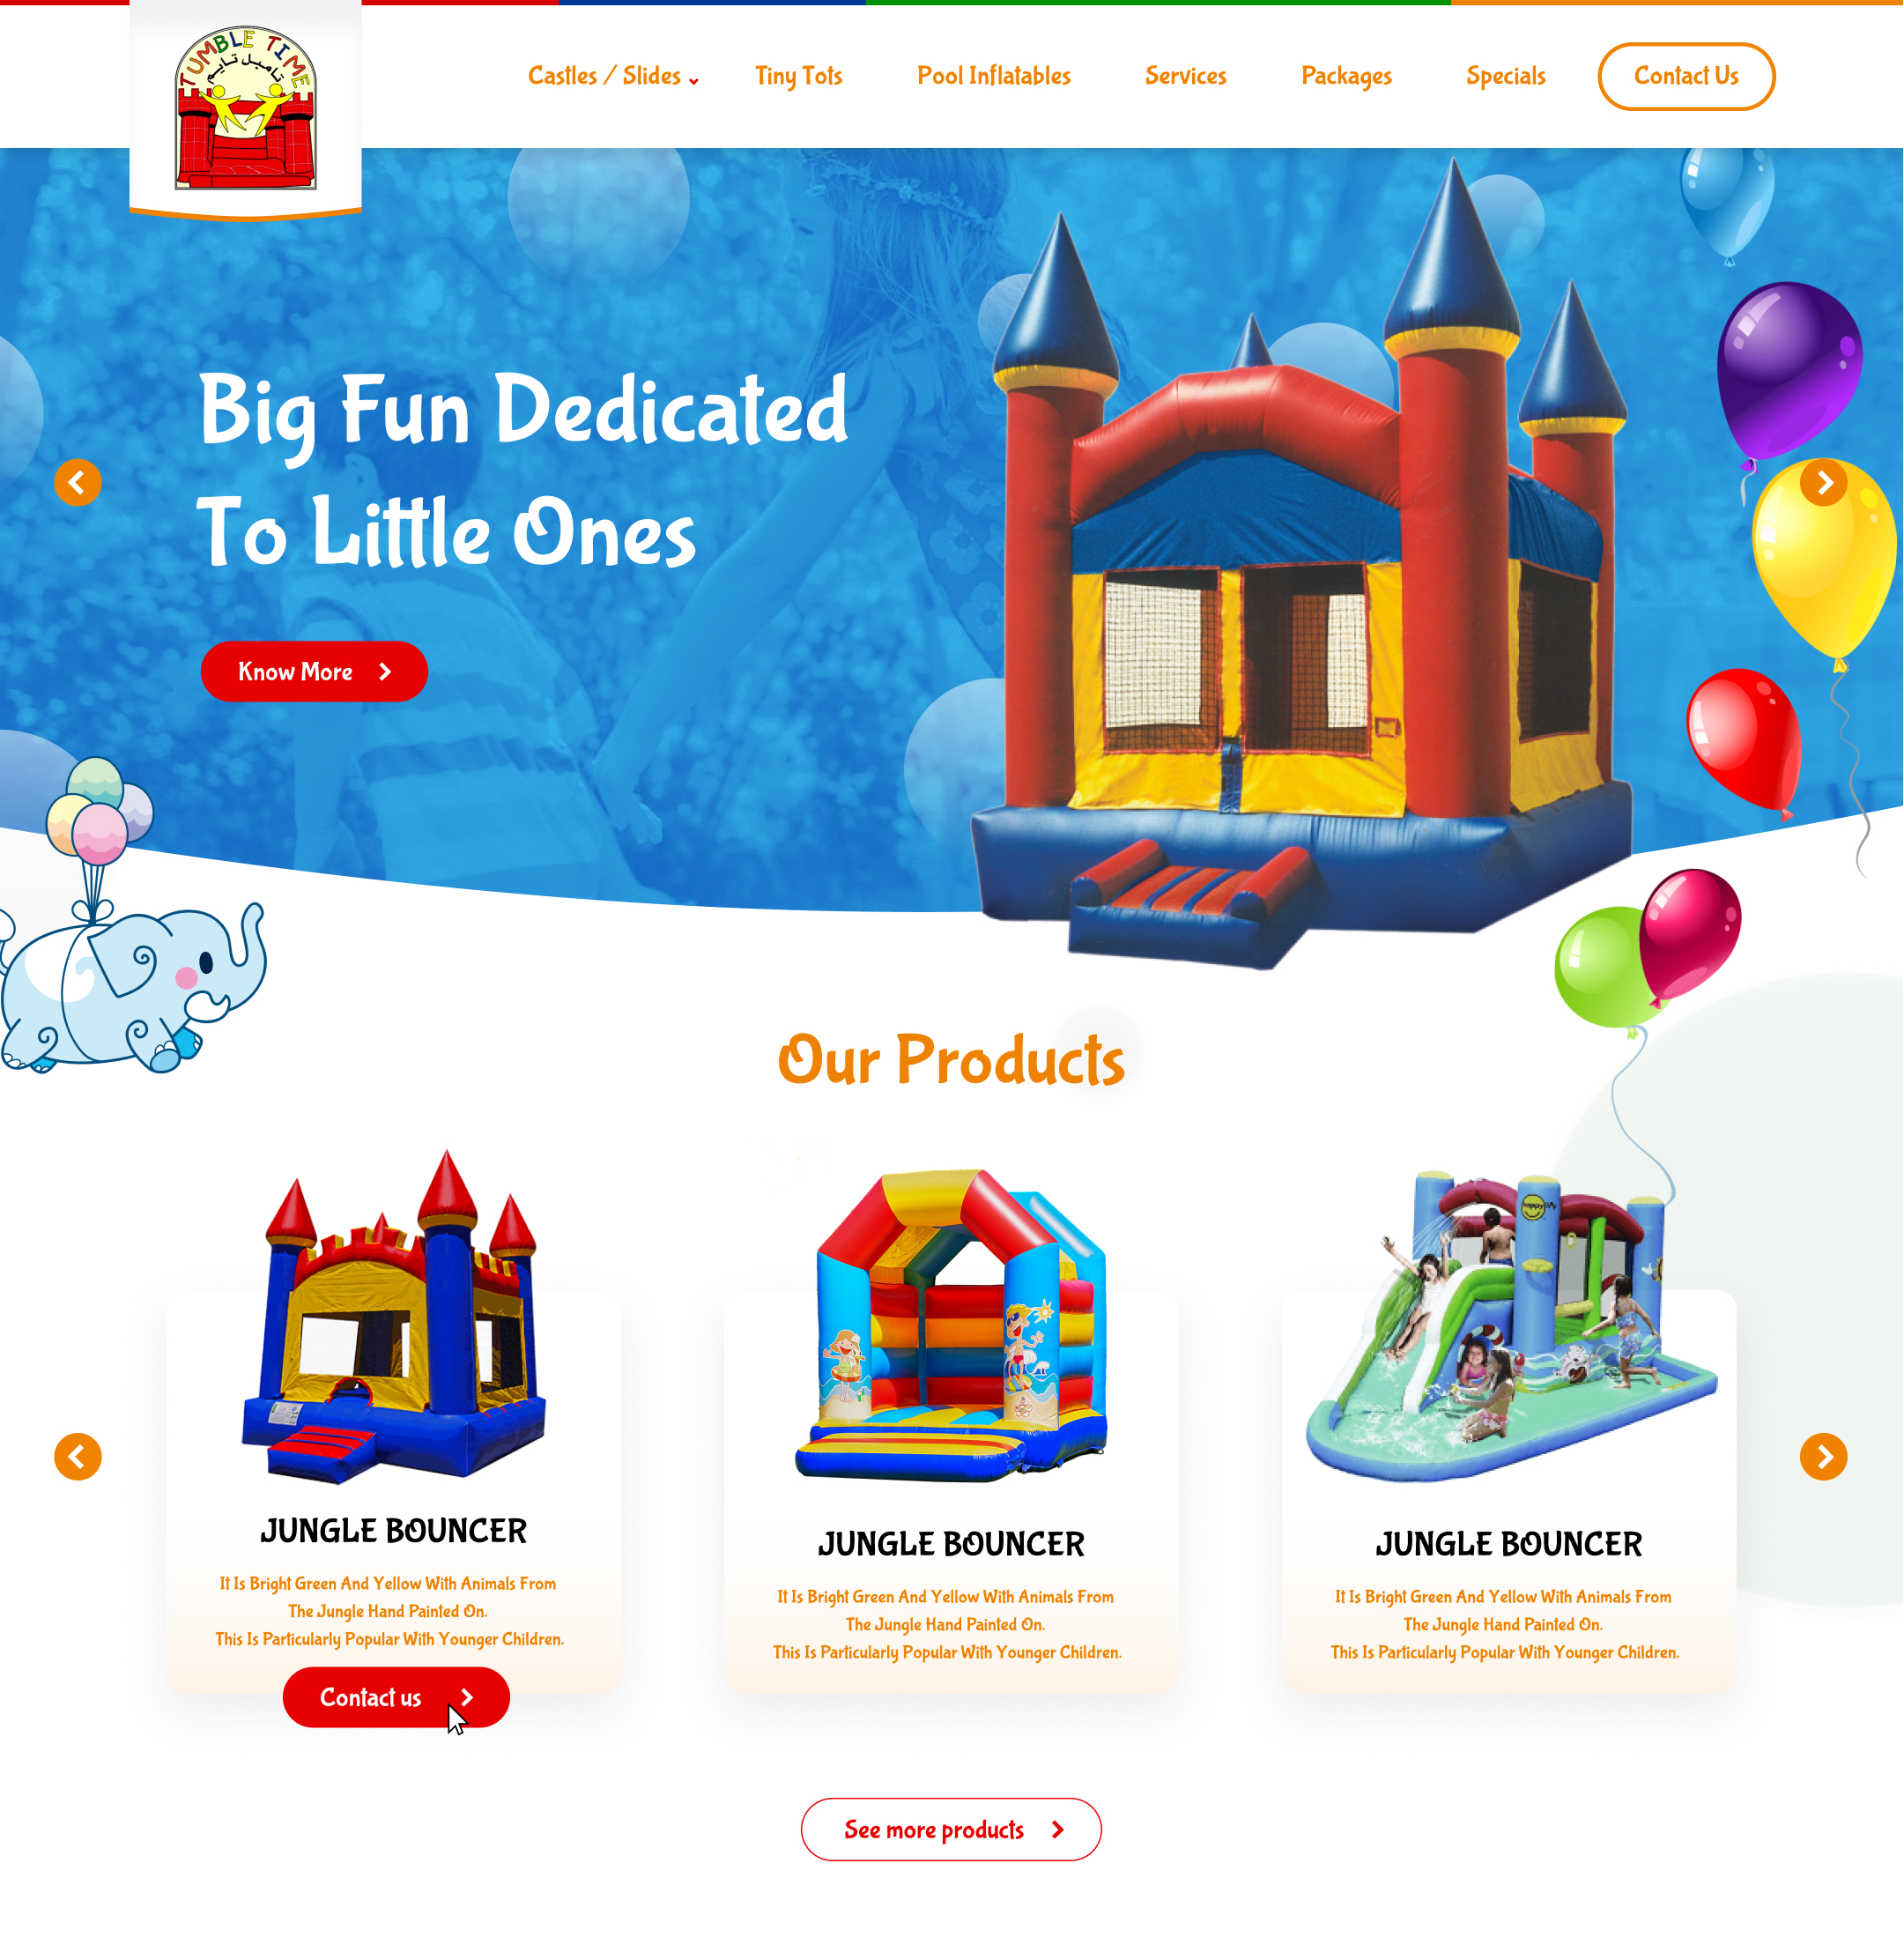 TUMBLE TIME
تامبل تايم
Castles / Slides
Tiny Tots
Pool Inflatables
Services
Packages
Specials
Contact Us
Big Fun Dedicated
To Little Ones
Know More
Our Products
JUNGLE BOUNCER
It Is Bright Green And Yellow With Animals From
The Jungle Hand Painted On.
This Is Particularly Popular With Younger Children.
Contact us
JUNGLE BOUNCER
It Is Bright Green And Yellow With Animals From
The Jungle Hand Painted On.
This Is Particularly Popular With Younger Children.
JUNGLE BOUNCER
It Is Bright Green And Yellow With Animals From
The Jungle Hand Painted On.
This Is Particularly Popular With Younger Children.
See more products